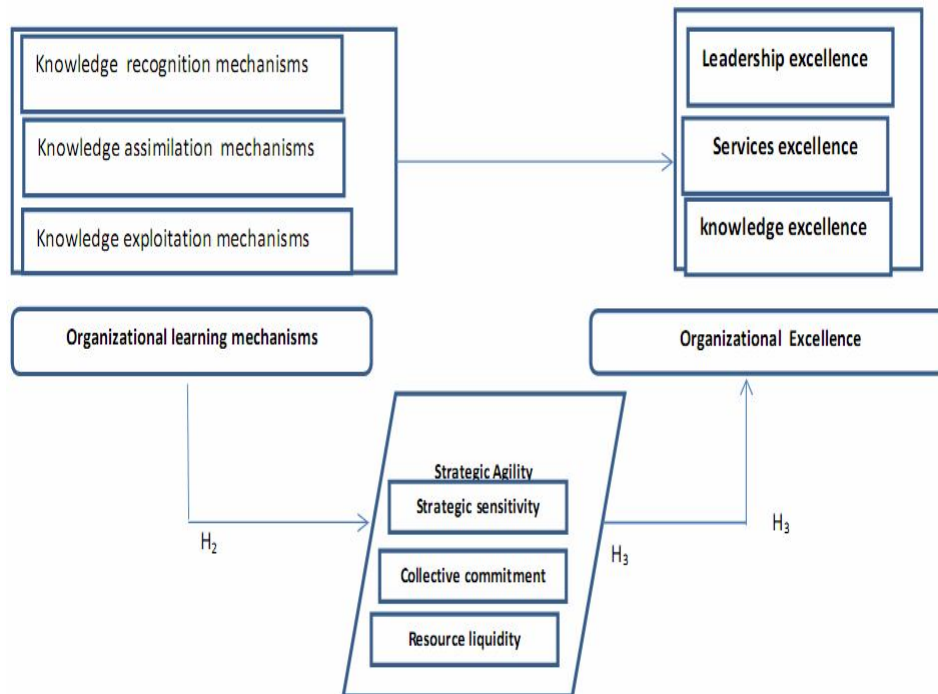 Knowledge recognition mechanisms
Knowledge assimilation mechanisms
Knowledge exploitation mechanisms
Leadership excellence
Services excellence
knowledge excellence
Organizational learning mechanisms
Organizational Excellence
Strategic Agility
Strategic sensitivity
Collective commitment
Resource liquidity
H₂
H₃
H₃